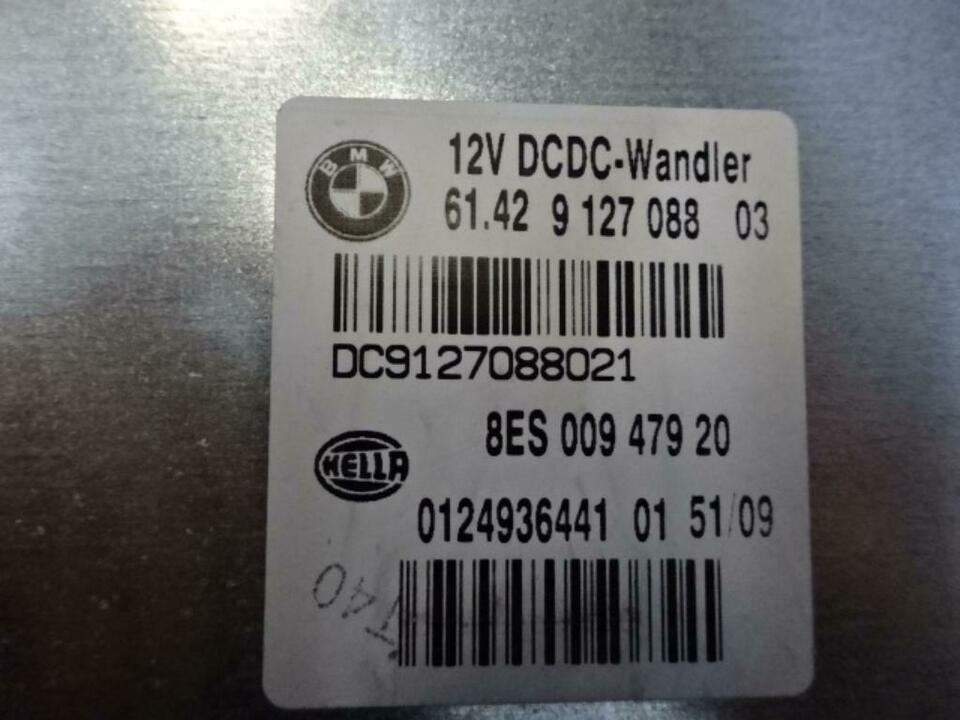 BMW
12V DCDC-Wandler
61.42 9 127 088 03
DC9127088021
8ES 009 479 20
HELLA
0124936441 01 51/09
T40